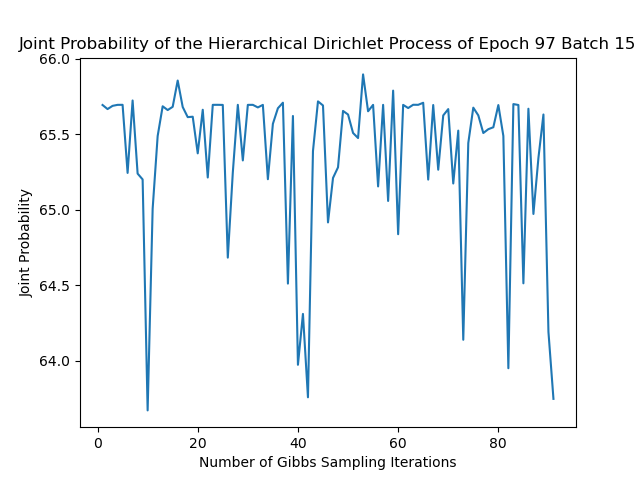 Joint Probability of the Hierarchical Dirichlet Process of Epoch 97 Batch 15
66.0
65.5
65.0
64.5
64.0
Joint Probability
0 20 40 60 80
Number of Gibbs Sampling Iterations